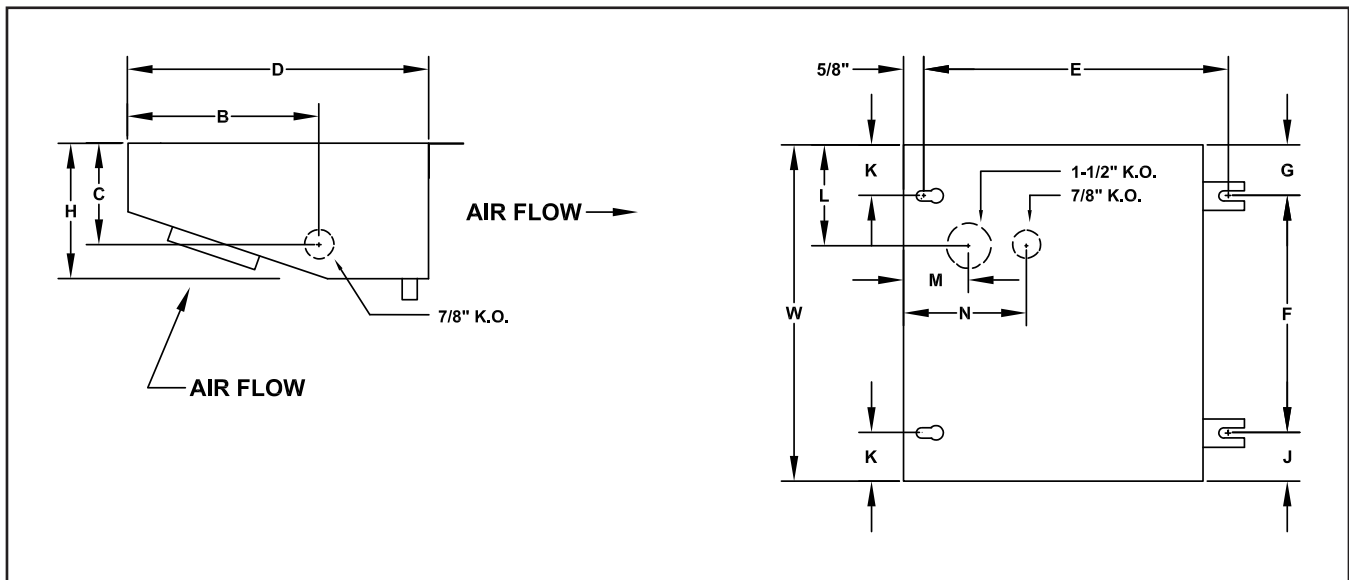 D
B
C
H
AIR FLOW
7/8" K.O.
AIR FLOW
5/8"
E
K
L
1-1/2" K.O.
7/8" K.O.
G
M
N
W
F
K
J